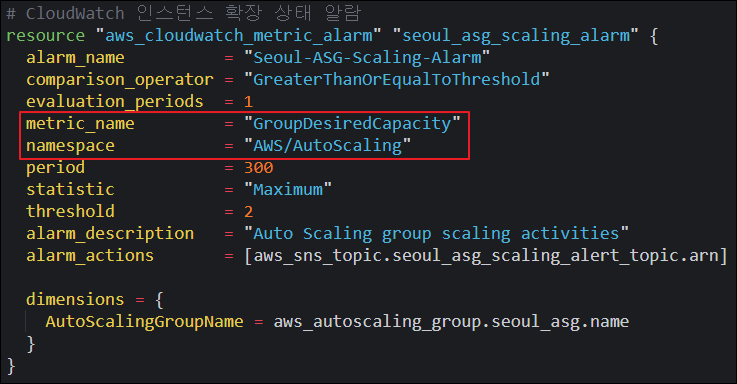 # CloudWatch 인스턴스 확장 상태 알람
resource "aws_cloudwatch_metric_alarm" "seoul_asg_scaling_alarm" {
  alarm_name          = "Seoul-ASG-Scaling-Alarm"
  comparison_operator = "GreaterThanOrEqualToThreshold"
  evaluation_periods  = 1
  metric_name         = "GroupDesiredCapacity"
  namespace           = "AWS/AutoScaling"
  period              = 300
  statistic           = "Maximum"
  threshold           = 2
  alarm_description   = "Auto Scaling group scaling activities"
  alarm_actions       = [aws_sns_topic.seoul_asg_scaling_alert_topic.arn]
  dimensions = {
    AutoScalingGroupName = aws_autoscaling_group.seoul_asg.name
  }
}